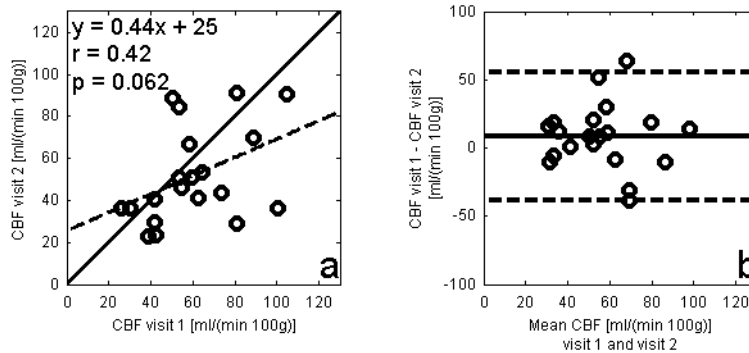 y = 0.44x + 25
r = 0.42
p = 0.062
120
100
80
60
40
20
0
CBF visit 2 [ml/(min 100g)]
0 20 40 60 80 100 120
CBF visit 1 [ml/(min 100g)]
a
100
50
0
-50
-100
CBF visit 1 - CBF visit 2
[ml/(min 100g)]
0 20 40 60 80 100 120
Mean CBF [ml/(min 100g)]
visit 1 and visit 2
b